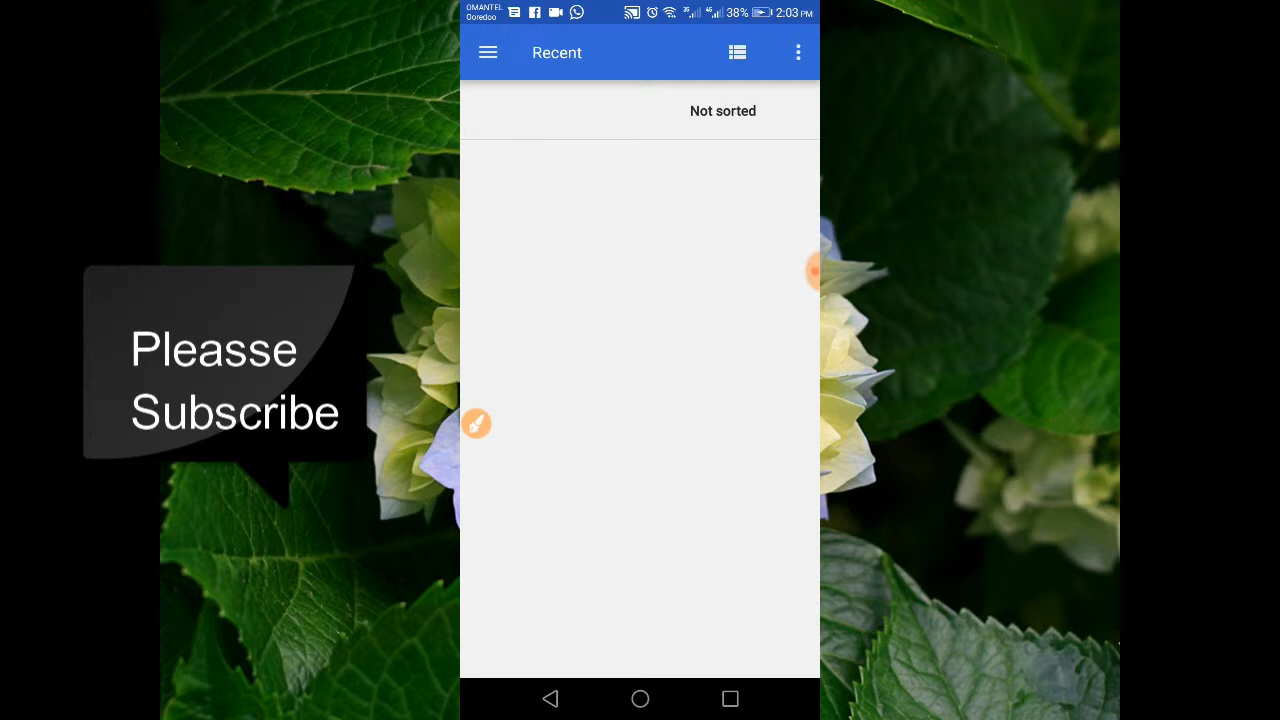 OMANTEL
Ooredoo
38%
2:03 PM
Recent
Not sorted
Pleasse
Subscribe